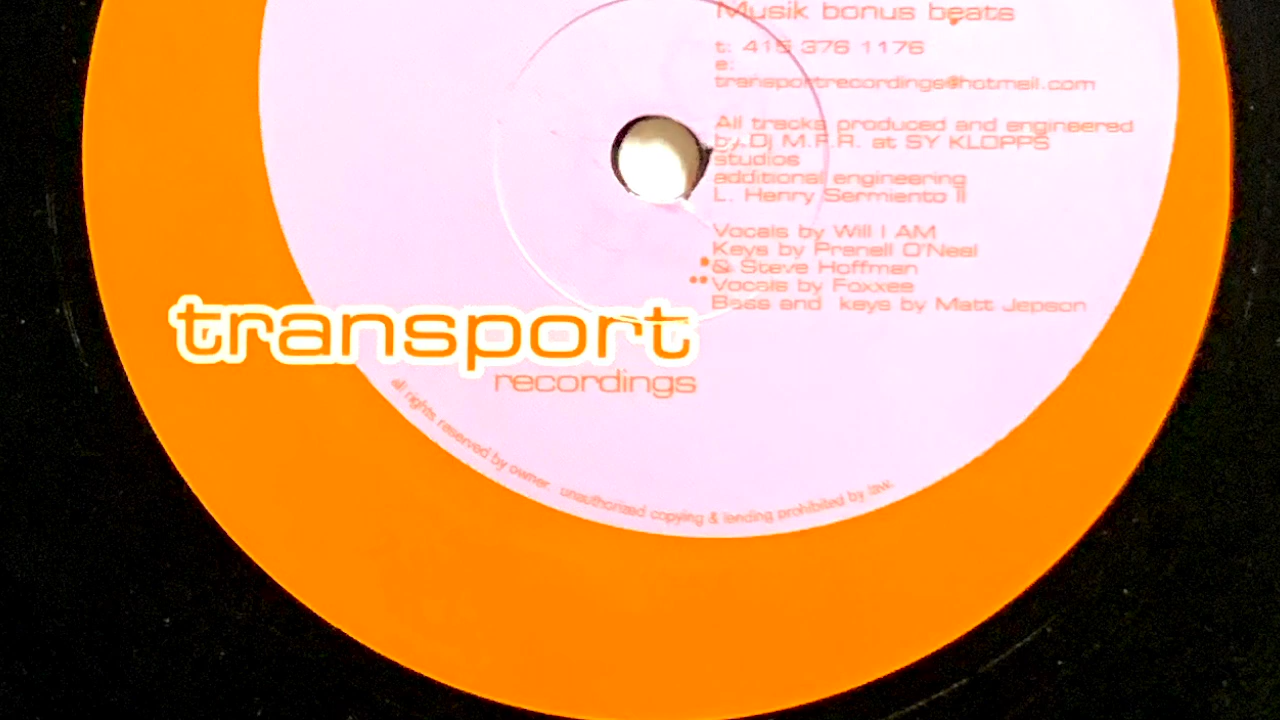 Musik bonus beats
t: 415 376 1176
e:
transportrecordings@hotmail.com
All tracks produced and engineered
by Dj M.F.R. at SY KLOPPS
studios
additional engineering
L. Henry Sermiento II
Vocals by Will I AM
Keys by Prenell O'Neal
& Steve Hoffman
Vocals by Foxxee
Bass and keys by Matt Jepson
transport
recordings
all rights reserved by owner. unauthorized copying & lending prohibited by law.